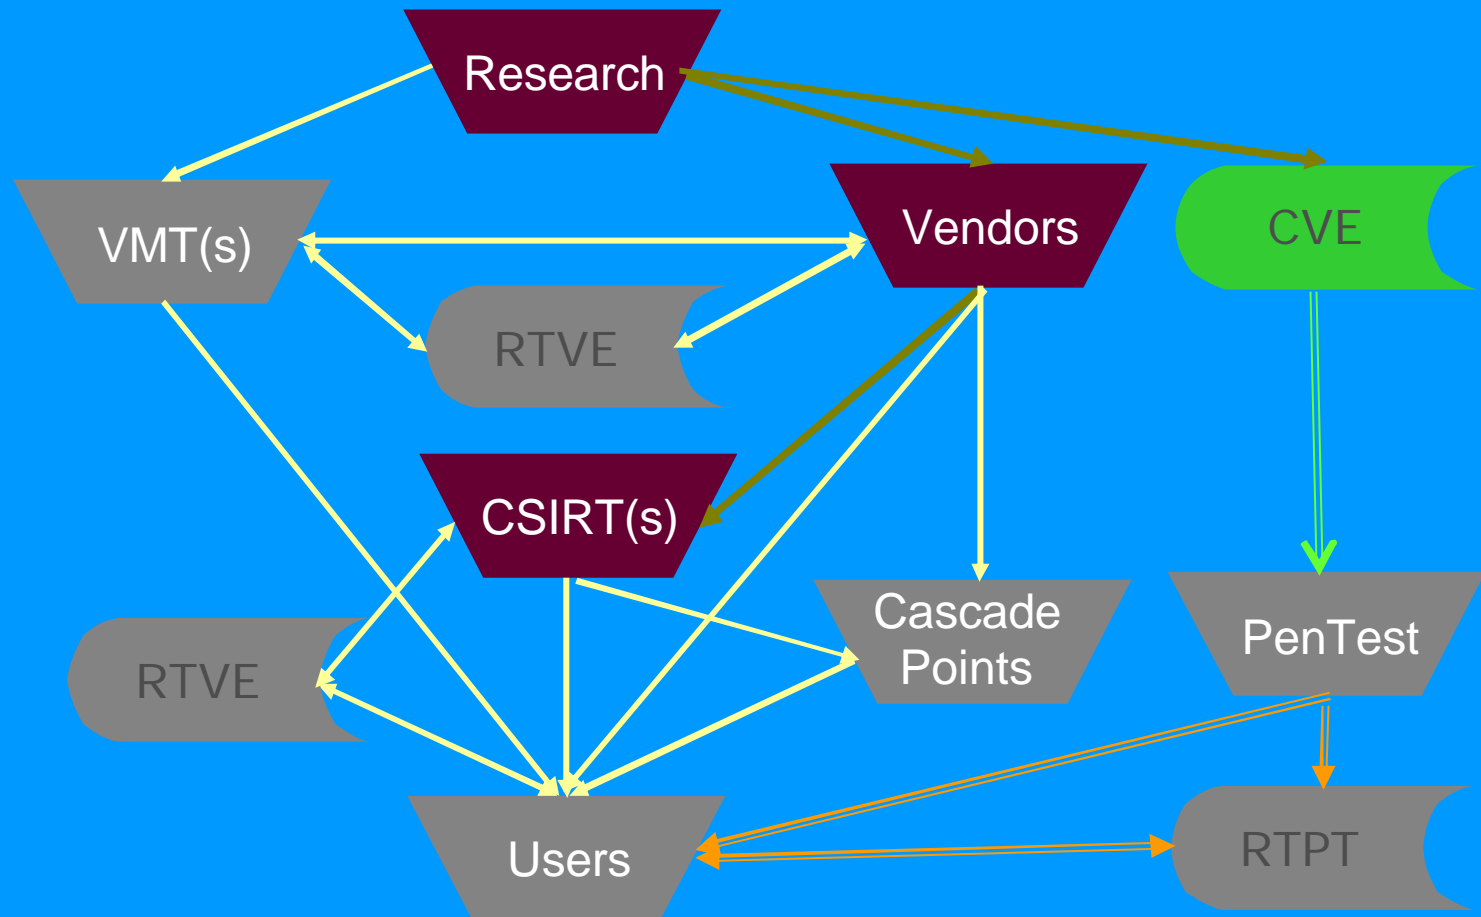 Research
VMT(s)
Vendors
CVE
RTVE
CSIRT(s)
Cascade
Points
PenTest
RTVE
Users
RTPT